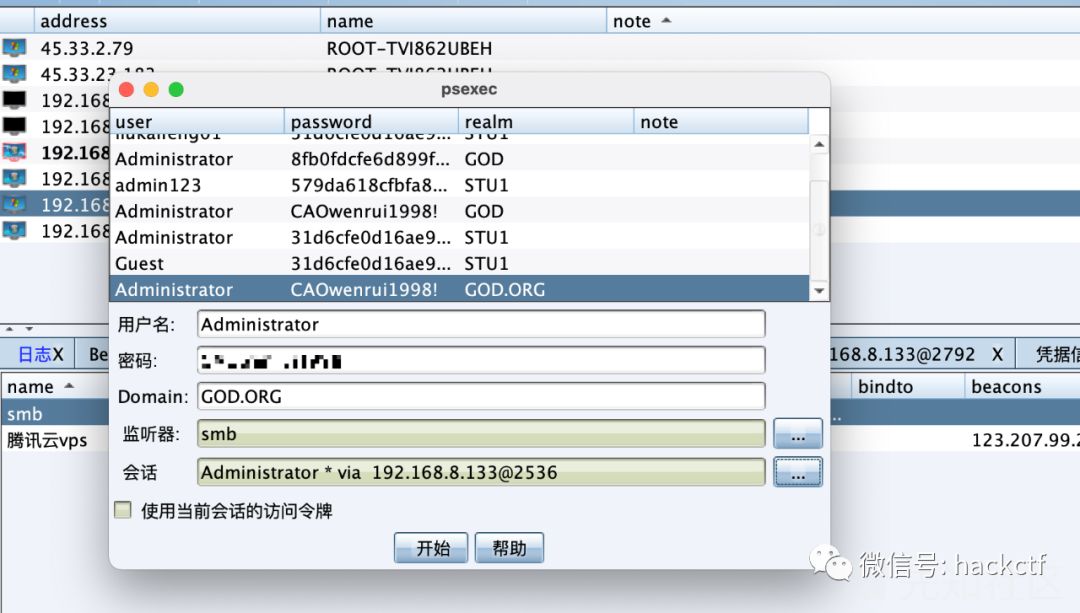 address name note
45.33.2.79 ROOT-TVI862UBEH
45.33.23.183 ROOT-TVI862UBEH
192.168
192.168
192.168
192.168
192.168
192.168
psexec
user password realm note
Administrator 8fb0fdcfe6d899f... GOD
admin123 579da618cfbfa8... STU1
Administrator CAOwenrui1998! GOD
Administrator 31d6cfe0d16ae9... STU1
Guest 31d6cfe0d16ae9... STU1
Administrator CAOwenrui1998! GOD.ORG
用户名: Administrator
密码:
Domain: GOD.ORG
监听器: smb ...
会话 Administrator * via 192.168.8.133@2536 ...
使用当前会话的访问令牌
开始 帮助
日志X Be 168.8.133@2792 X 凭据信
name bindto beacons
smb ..
腾讯云vps 123.207.99.2
微信号: hackctf